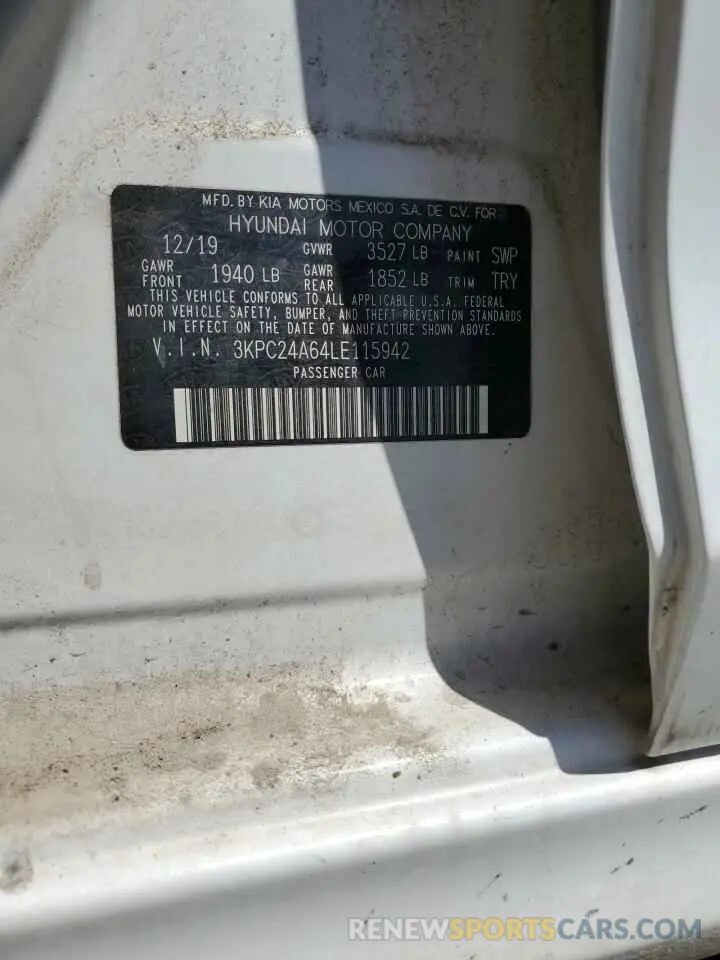 MFD. BY KIA MOTORS MEXICO S.A. DE C.V. FOR
HYUNDAI MOTOR COMPANY
12/19 GVWR 3527 LB PAINT SWP
GAWR FRONT 1940 LB GAWR REAR 1852 LB TRIM TRY
THIS VEHICLE CONFORMS TO ALL APPLICABLE U.S.A. FEDERAL
MOTOR VEHICLE SAFETY, BUMPER, AND THEFT PREVENTION STANDARDS
IN EFFECT ON THE DATE OF MANUFACTURE SHOWN ABOVE.
V.I.N. 3KPC24A64LE115942
PASSENGER CAR
RENEWSPORTSCARS.COM